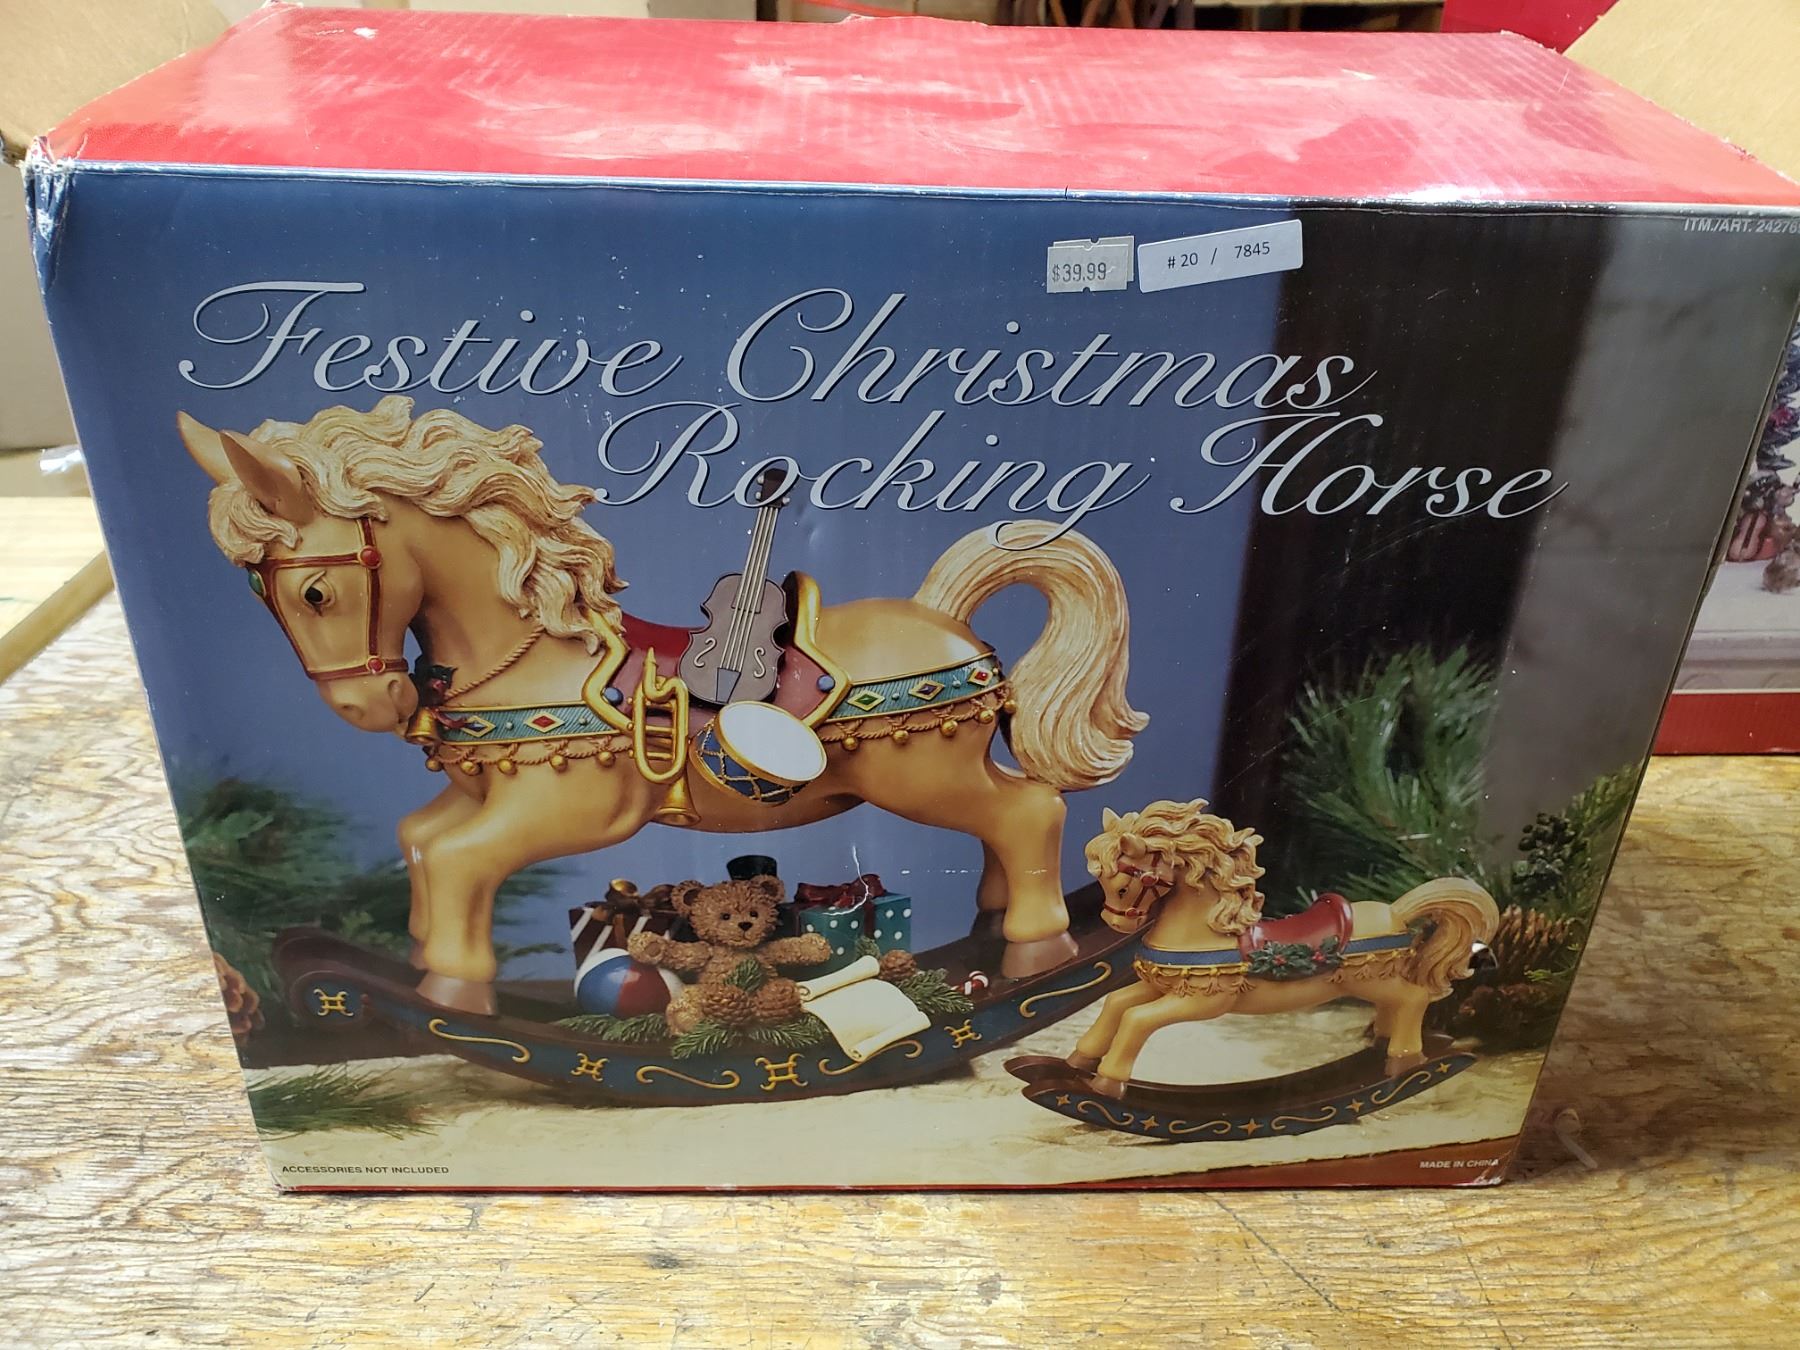 ITM./ART. 24276
$39.99
#20 / 7845
Festive Christmas
Rocking Horse
ACCESSORIES NOT INCLUDED
MADE IN CHINA